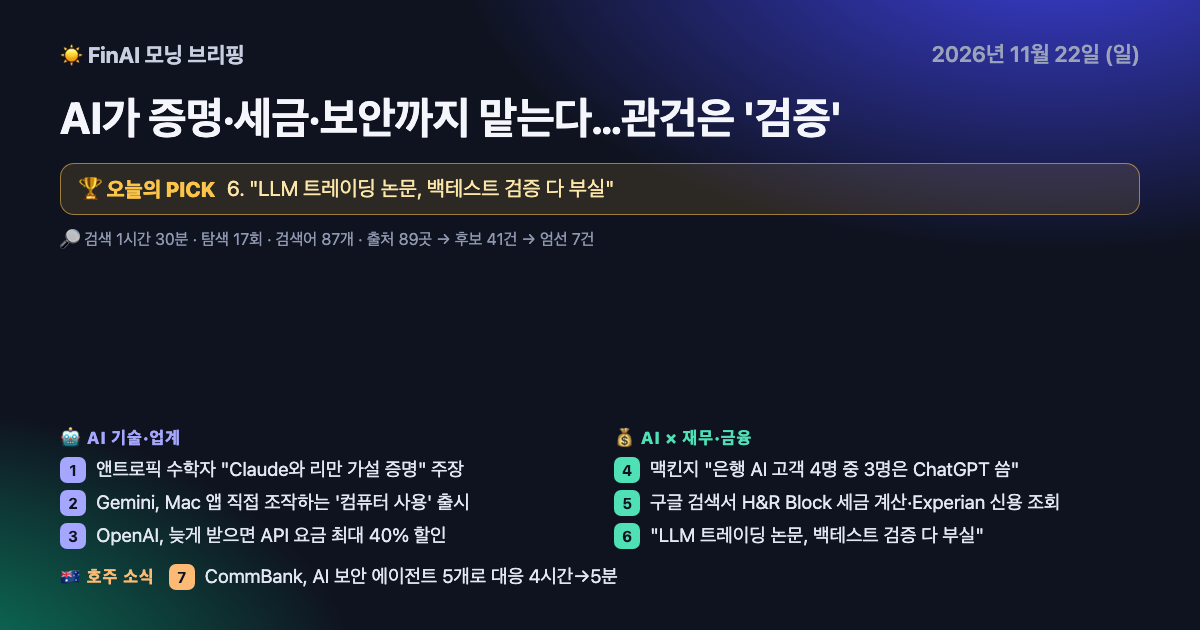 ☀️ FinAI 모닝 브리핑
2026년 11월 22일 (일)
AI가 증명·세금·보안까지 맡는다…관건은 '검증'
🏆 오늘의 PICK 6. "LLM 트레이딩 논문, 백테스트 검증 다 부실"
🔎 검색 1시간 30분 · 탐색 17회 · 검색어 87개 · 출처 89곳 → 후보 41건 → 엄선 7건
🤖 AI 기술·업계
1 앤트로픽 수학자 "Claude와 리만 가설 증명" 주장
2 Gemini, Mac 앱 직접 조작하는 '컴퓨터 사용' 출시
3 OpenAI, 늦게 받으면 API 요금 최대 40% 할인
💰 AI × 재무·금융
4 맥킨지 "은행 AI 고객 4명 중 3명은 ChatGPT 씀"
5 구글 검색서 H&R Block 세금 계산·Experian 신용 조회
6 "LLM 트레이딩 논문, 백테스트 검증 다 부실"
🇦🇺 호주 소식 7 CommBank, AI 보안 에이전트 5개로 대응 4시간→5분